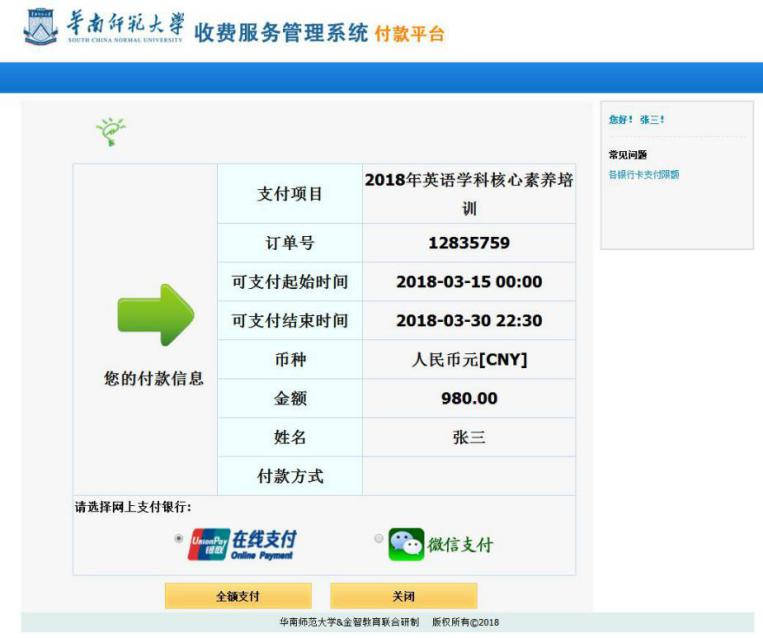 華南師範大學 收费服务管理系统 付款平台
SOUTH CHINA NORMAL UNIVERSITY
您好！ 张三！
常见问题
各银行卡支付限额
您的付款信息
支付项目 2018年英语学科核心素养培
训
订单号 12835759
可支付起始时间 2018-03-15 00:00
可支付结束时间 2018-03-30 22:30
币种 人民币元[CNY]
金额 980.00
姓名 张三
付款方式
请选择网上支付银行：
UnionPay 银联 在线支付 Online Payment 微信支付
全额支付 关闭
华南师范大学&金智教育联合研制 版权所有©2018